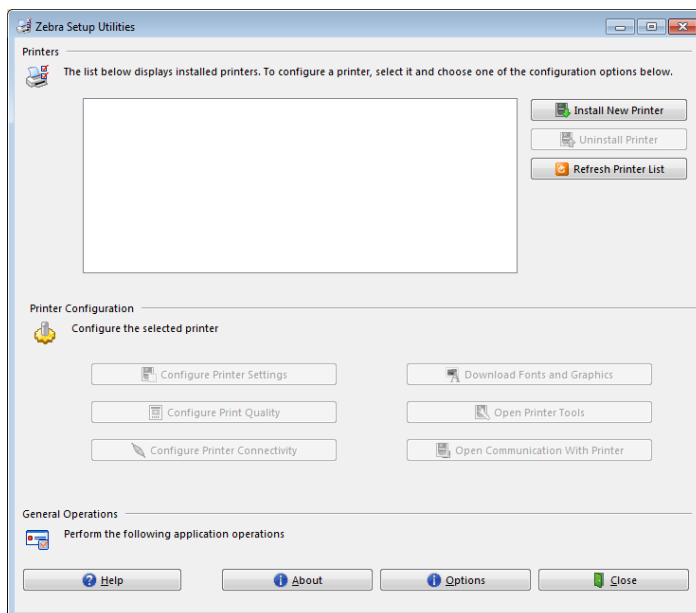 Zebra Setup Utilities
Printers
The list below displays installed printers. To configure a printer, select it and choose one of the configuration options below.
Install New Printer
Uninstall Printer
Refresh Printer List
Printer Configuration
Configure the selected printer
Configure Printer Settings
Download Fonts and Graphics
Configure Print Quality
Open Printer Tools
Configure Printer Connectivity
Open Communication With Printer
General Operations
Perform the following application operations
Help
About
Options
Close